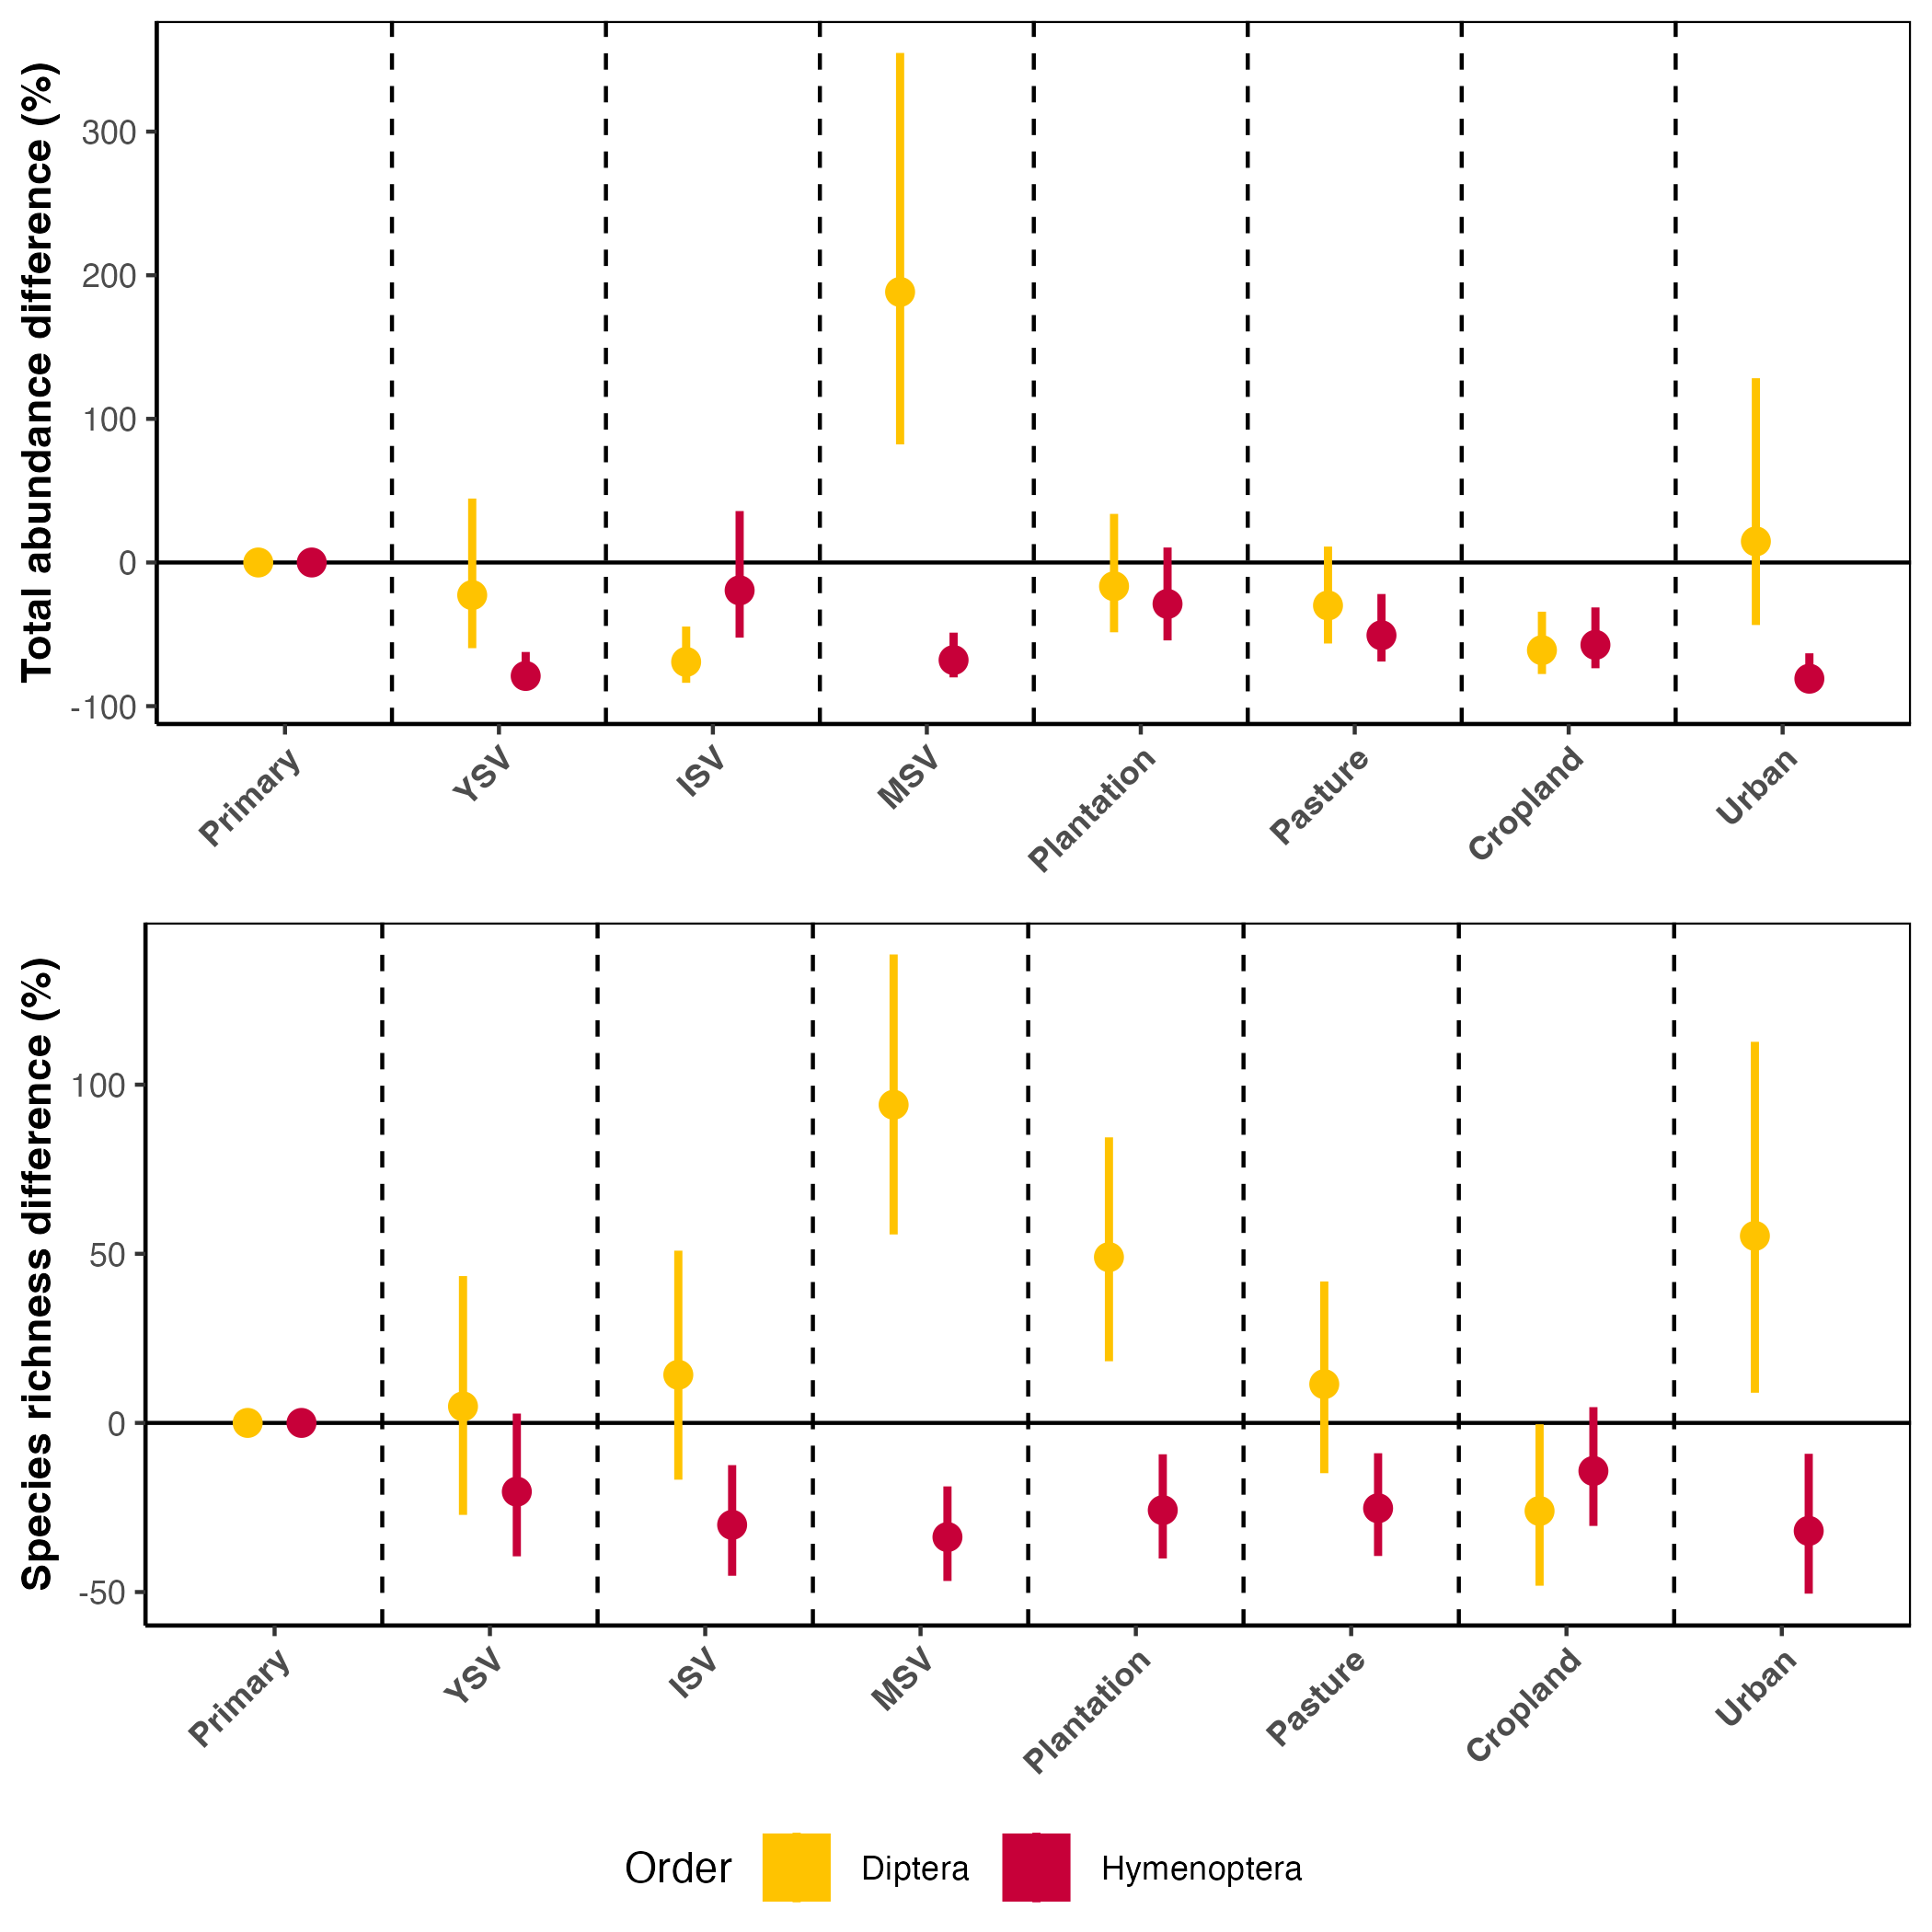 Total abundance difference (%)
300
200
100
0
-100
Primary
YSV
ISV
MSV
Plantation
Pasture
Cropland
Urban
Species richness difference (%)
100
50
0
-50
Primary
YSV
ISV
MSV
Plantation
Pasture
Cropland
Urban
Order Diptera Hymenoptera